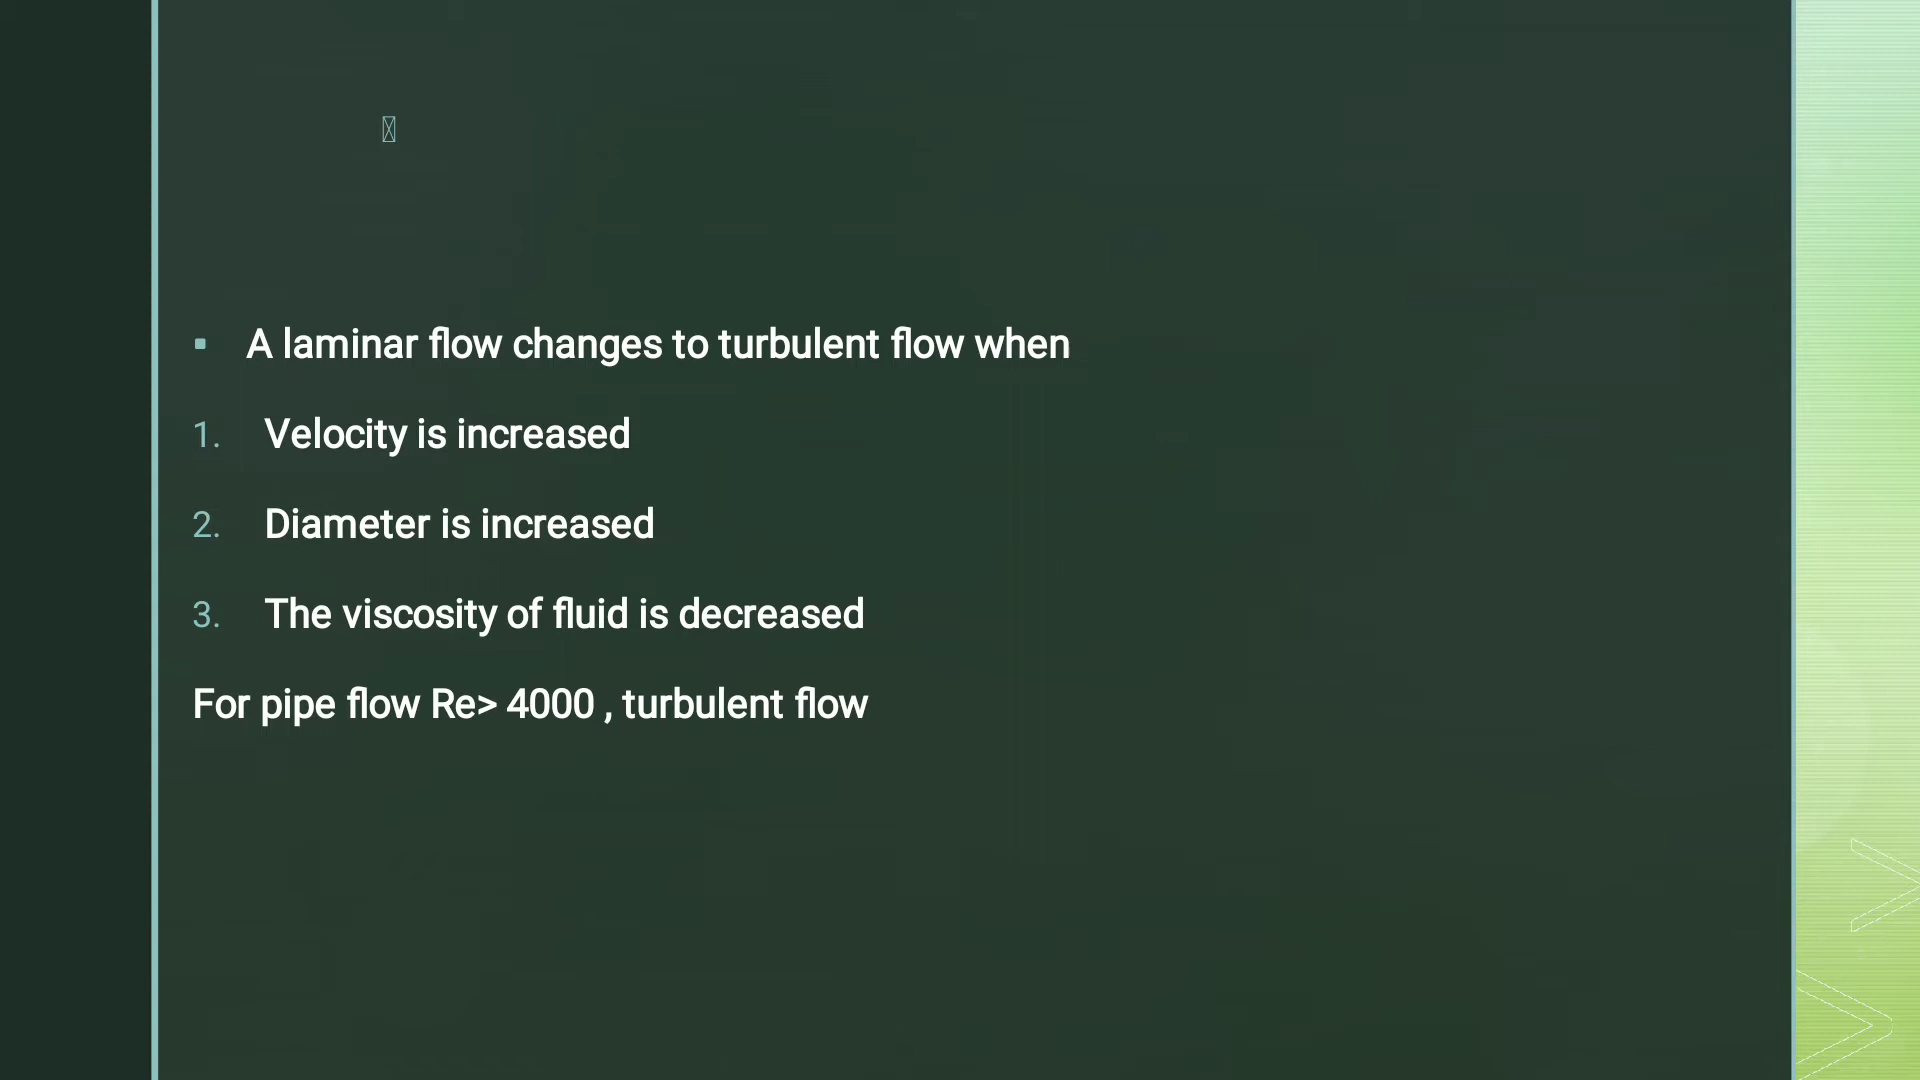 ▪ A laminar flow changes to turbulent flow when
1. Velocity is increased
2. Diameter is increased
3. The viscosity of fluid is decreased
For pipe flow Re> 4000 , turbulent flow